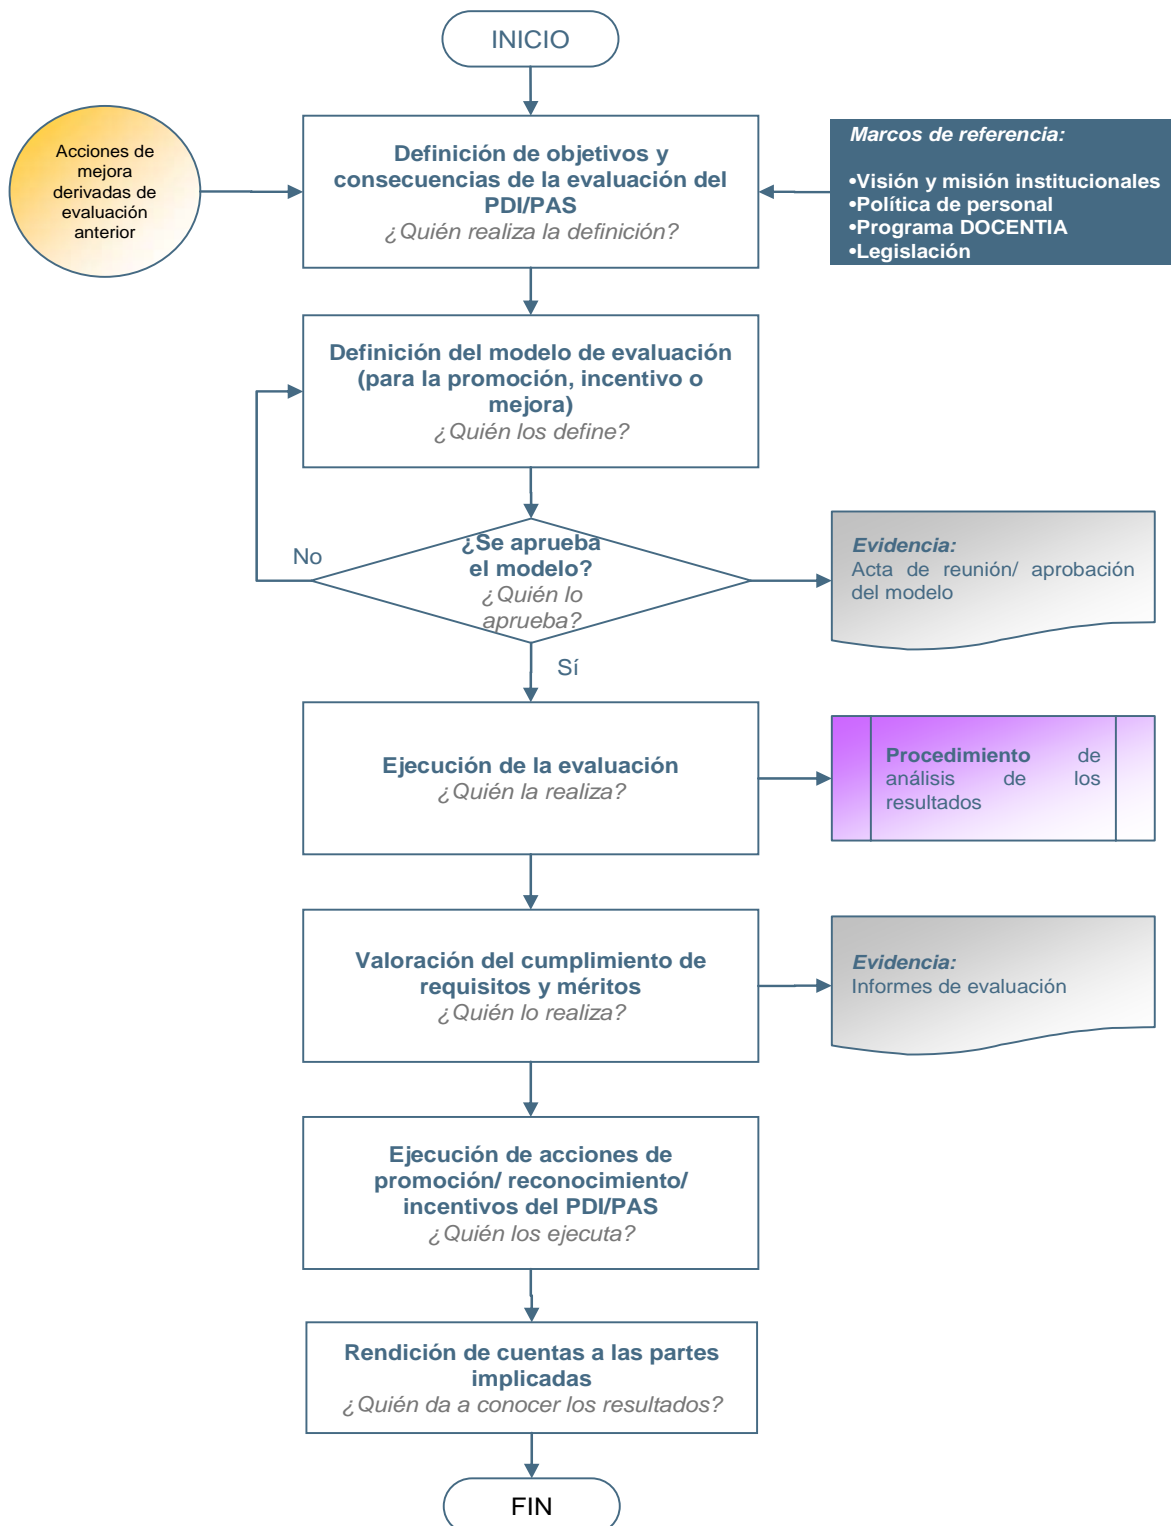 INICIO
Acciones de
mejora
derivadas de
evaluación
anterior
Definición de objetivos y
consecuencias de la evaluación del
PDI/PAS
¿Quién realiza la definición?
Marcos de referencia:
•Visión y misión institucionales
•Política de personal
•Programa DOCENTIA
•Legislación
Definición del modelo de evaluación
(para la promoción, incentivo o
mejora)
¿Quién los define?
¿Se aprueba
el modelo?
¿Quién lo
aprueba?
No
Sí
Evidencia:
Acta de reunión/ aprobación
del modelo
Ejecución de la evaluación
¿Quién la realiza?
Procedimiento de
análisis de los
resultados
Valoración del cumplimiento de
requisitos y méritos
¿Quién lo realiza?
Evidencia:
Informes de evaluación
Ejecución de acciones de
promoción/ reconocimiento/
incentivos del PDI/PAS
¿Quién los ejecuta?
Rendición de cuentas a las partes
implicadas
¿Quién da a conocer los resultados?
FIN